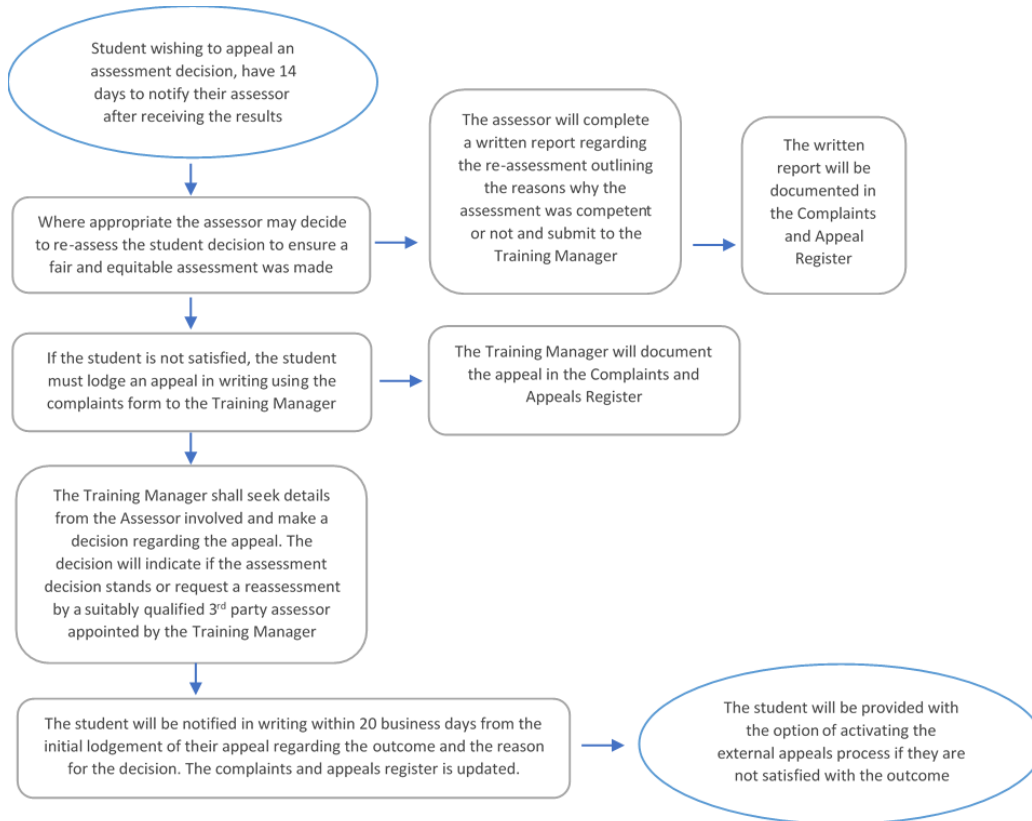 Student wishing to appeal an
assessment decision, have 14
days to notify their assessor
after receiving the results
Where appropriate the assessor may decide
to re-assess the student decision to ensure a
fair and equitable assessment was made
The assessor will complete
a written report regarding
the re-assessment outlining
the reasons why the
assessment was competent
or not and submit to the
Training Manager
The written
report will be
documented in
the Complaints
and Appeal
Register
If the student is not satisfied, the student
must lodge an appeal in writing using the
complaints form to the Training Manager
The Training Manager will document
the appeal in the Complaints and
Appeals Register
The Training Manager shall seek details
from the Assessor involved and make a
decision regarding the appeal. The
decision will indicate if the assessment
decision stands or request a reassessment
by a suitably qualified 3rd party assessor
appointed by the Training Manager
The student will be notified in writing within 20 business days from the
initial lodgement of their appeal regarding the outcome and the reason
for the decision. The complaints and appeals register is updated.
The student will be provided with
the option of activating the
external appeals process if they are
not satisfied with the outcome